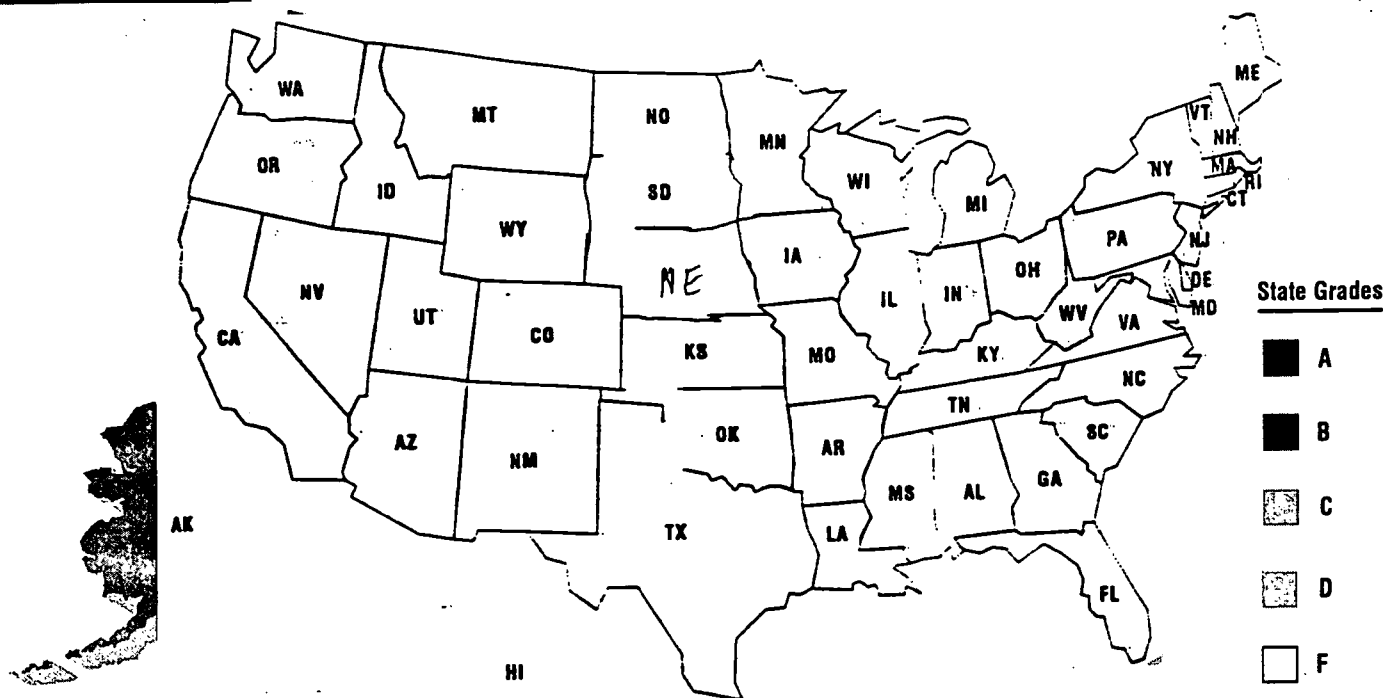 ME
WA
VT
MT
NO
NH
MN
OR
NY
MA
WI
RI
ID
SD
CT
MI
WY
PA
NJ
IA
OH
NE
DE
NV
IL
IN
State Grades
MO
UT
WV
VA
CO
CA
KS
MO
KY
A
NC
TN
OK
SC
B
AZ
AR
NM
GA
MS
AL
C
AK
TX
LA
D
FL
HI
F